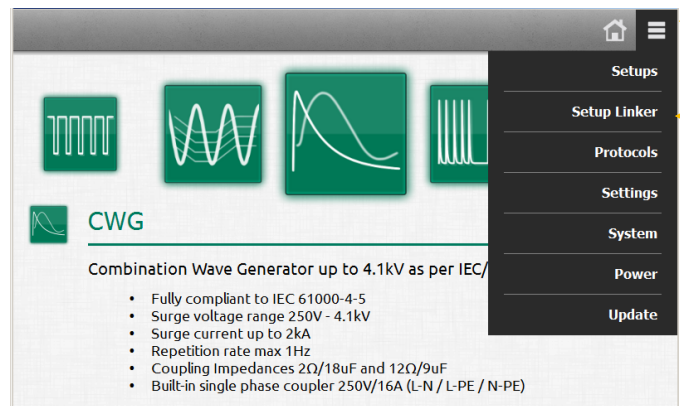 Setups
Setup Linker
Protocols
Settings
System
Power
Update
CWG
Combination Wave Generator up to 4.1kV as per IEC/
• Fully compliant to IEC 61000-4-5
• Surge voltage range 250V - 4.1kV
• Surge current up to 2kA
• Repetition rate max 1Hz
• Coupling Impedances 2Ω/18uF and 12Ω/9uF
• Built-in single phase coupler 250V/16A (L-N / L-PE / N-PE)